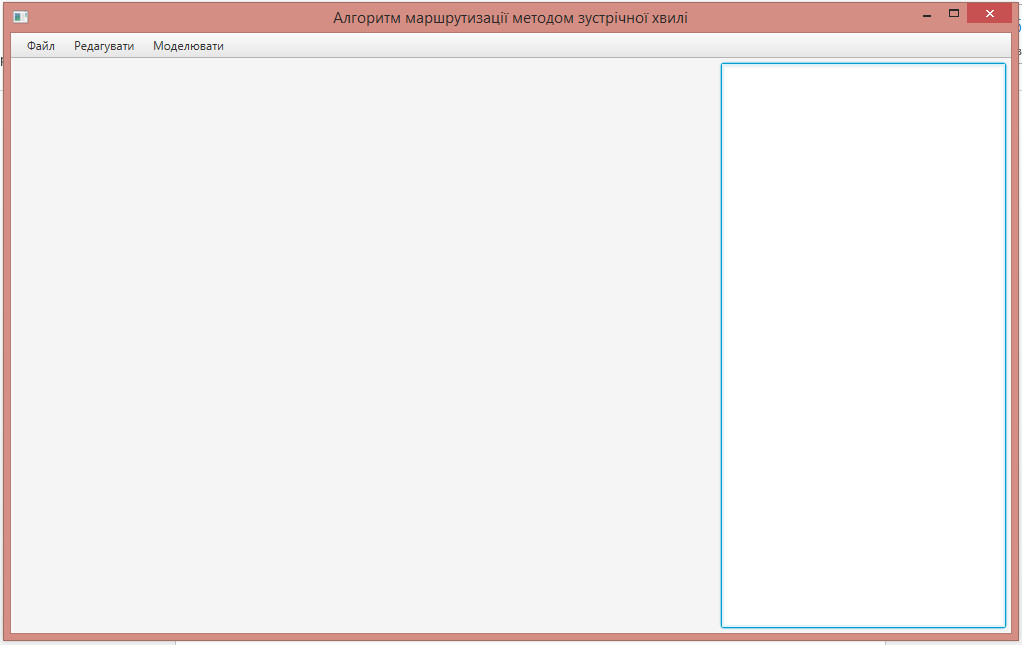 Алгоритм маршрутизації методом зустрічної хвилі
Файл Редагувати Моделювати